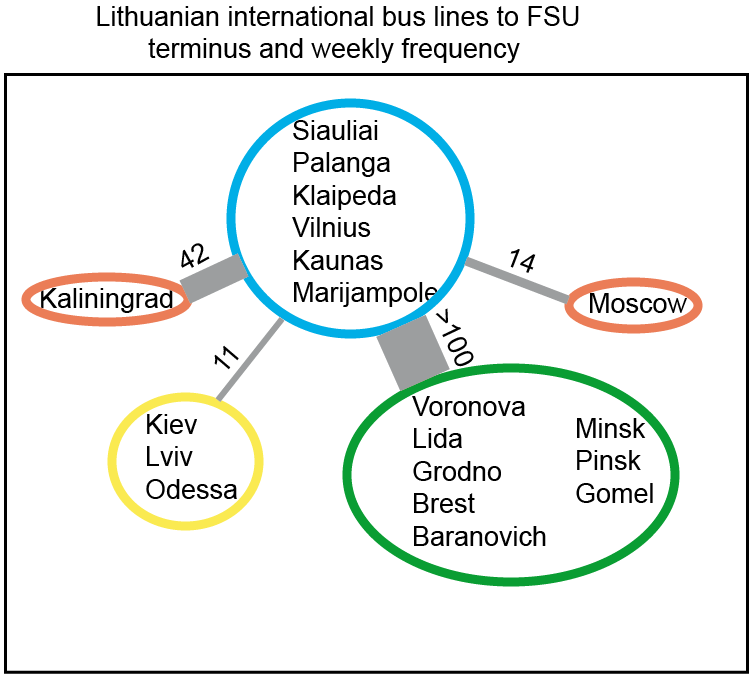 Lithuanian international bus lines to FSU
terminus and weekly frequency
Siauliai
Palanga
Klaipeda
Vilnius
Kaunas
Marijampole
42
14
Kaliningrad
Moscow
11
>100
Kiev
Lviv
Odessa
Voronova
Lida
Grodno
Brest
Baranovich
Minsk
Pinsk
Gomel